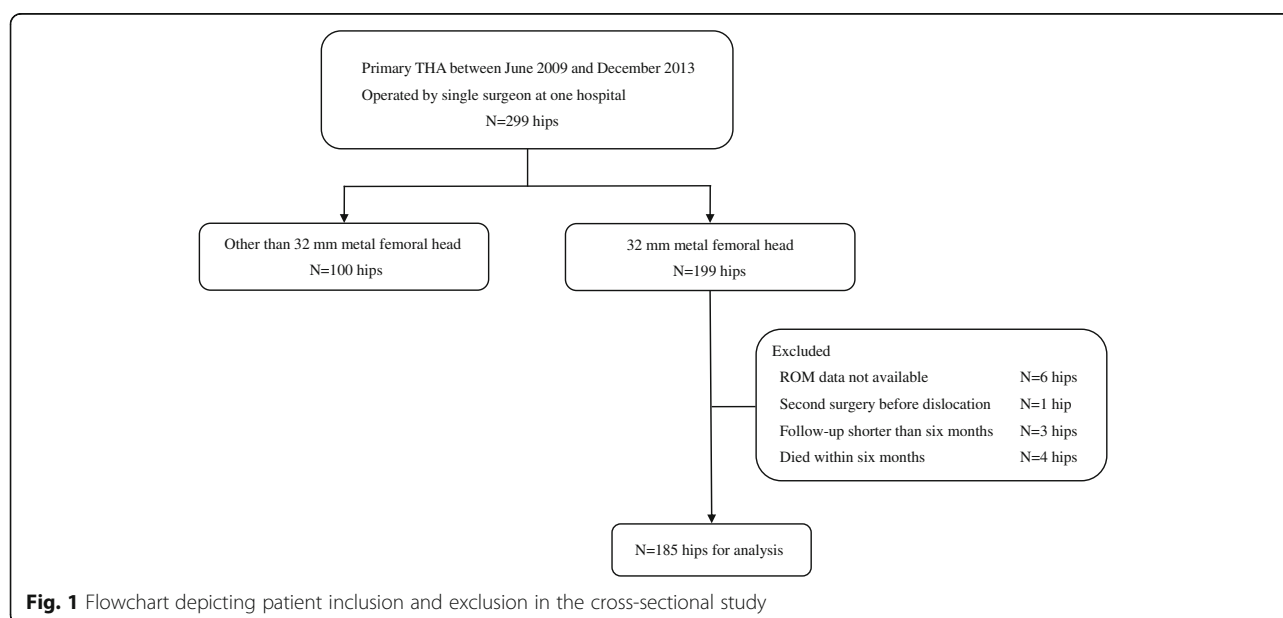 Primary THA between June 2009 and December 2013
Operated by single surgeon at one hospital
N=299 hips
Other than 32 mm metal femoral head
N=100 hips
32 mm metal femoral head
N=199 hips
Excluded
ROM data not available N=6 hips
Second surgery before dislocation N=1 hip
Follow-up shorter than six months N=3 hips
Died within six months N=4 hips
N=185 hips for analysis
Fig. 1 Flowchart depicting patient inclusion and exclusion in the cross-sectional study